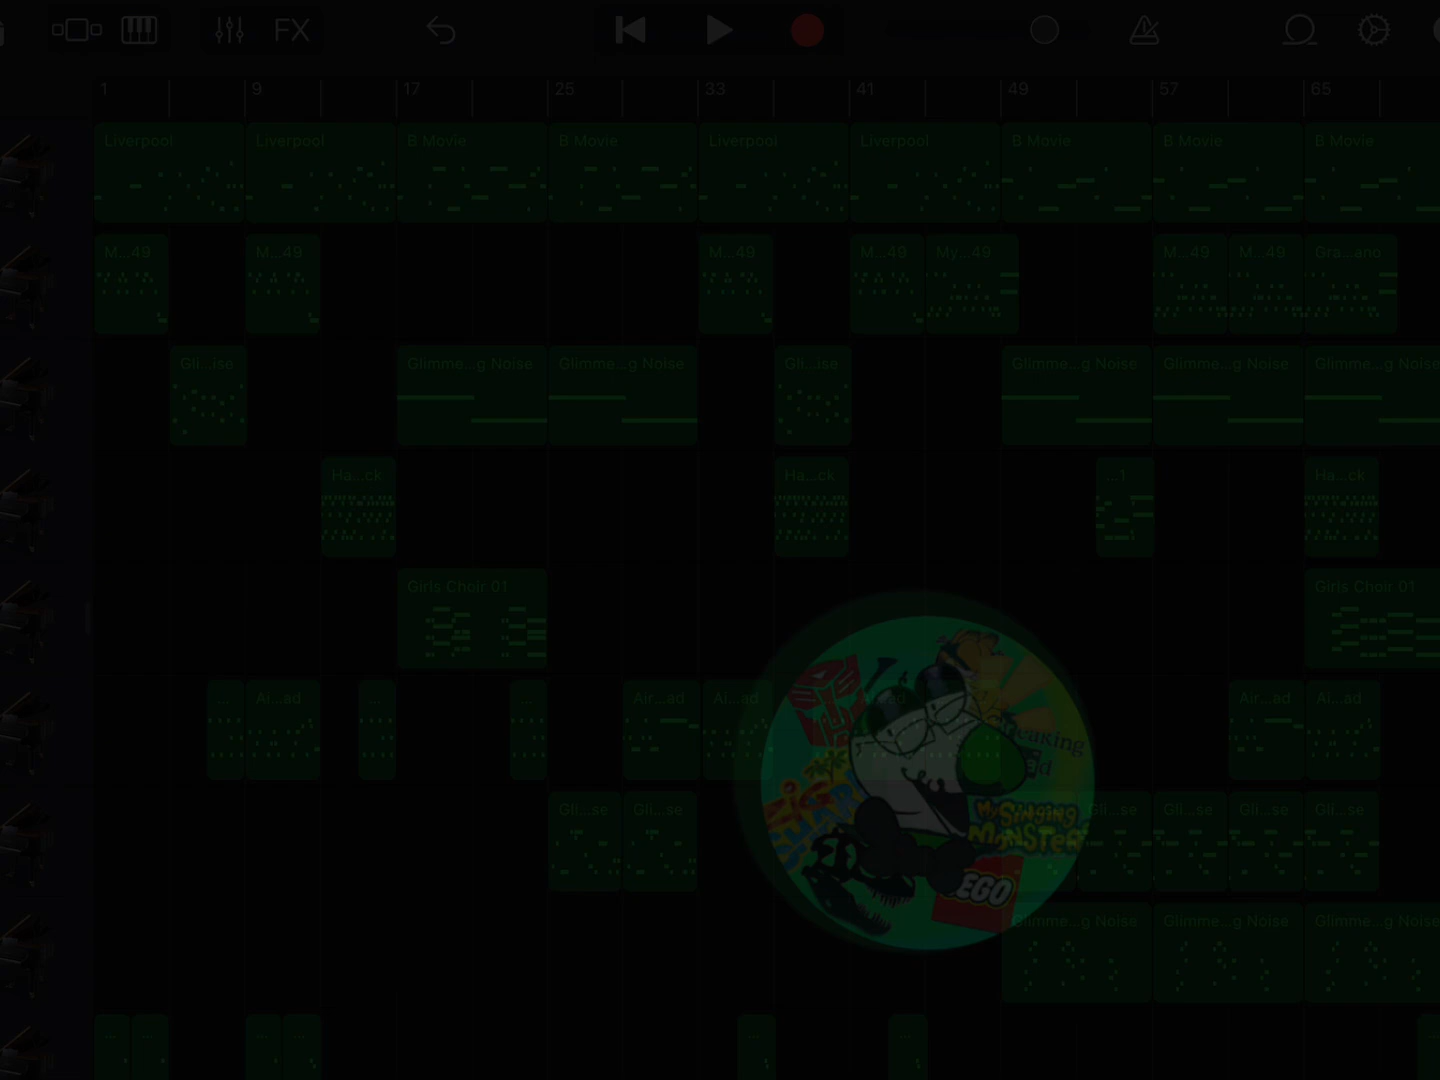 FX
1 9 17 25 33 41 49 57 65
Liverpool Liverpool B Movie B Movie Liverpool Liverpool B Movie B Movie B Movie
M...49 M...49 M...49 M...49 My...49 M...49 M...49 Gra...ano
Gli...ise Glimme...g Noise Glimme...g Noise Gli...ise Glimme...g Noise Glimme...g Noise Glimme...g Noise
Ha...ck Ha...ck ...1 Ha...ck
Girls Choir 01 Girls Choir 01
... Ai...ad ... ... Air...ad Ai...ad Air...ad Ai...ad
Gli...se Gli...se Gli...se Gli...se Gli...se Gli...se
My Singing
Monsters
LEGO
Glimme...g Noise Glimme...g Noise Glimme...g Noise
... ... ... ... ... ...